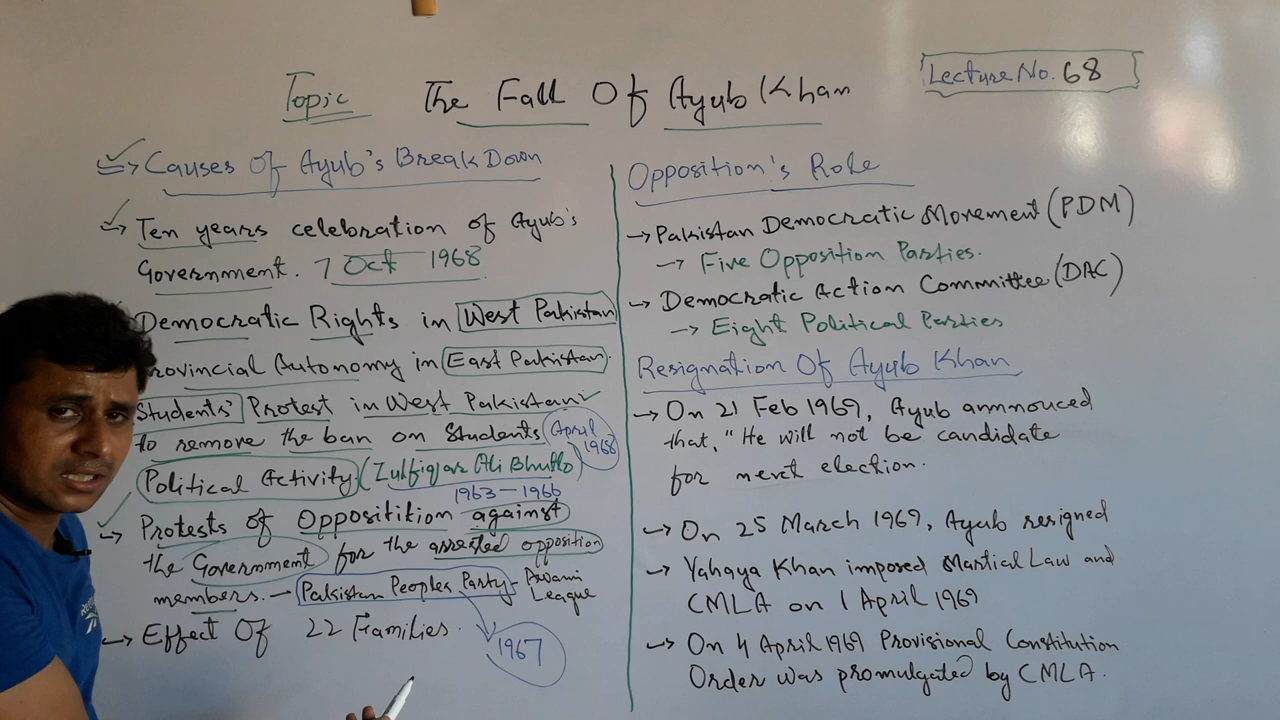 Topic The Fall Of Ayub Khan
Lecture No. 68
Causes Of Ayub's Break Down
Ten years celebration of Ayub's
Government. 7 Oct 1968
Democratic Rights in West Pakistan
rovincial Autonomy in East Pakistan.
Students' Protest in West Pakistan
to remove the ban on Students April 1968
Political Activity (Zulfiqar Ali Bhutto)
1963 – 1966
Protests of Oppositition against
the Government for the arrested opposition
members. → Pakistan Peoples Party - Awami
League
Effect Of 22 Families.
1967
Opposition's Role
→ Pakistan Democratic Movement (PDM)
→ Five Opposition Parties.
→ Democratic Action Committee (DAC)
→ Eight Political Parties
Resignation Of Ayub Khan
→ On 21 Feb 1969, Ayub
that, "He will not be candidate
for next election.
→ On 25 March 1969, Ayub resigned
→ Yahaya Khan imposed Martial Law and
CMLA on 1 April 1969
→ On 4 April 1969 Provisional Constitution
Order was promulgated by CMLA.